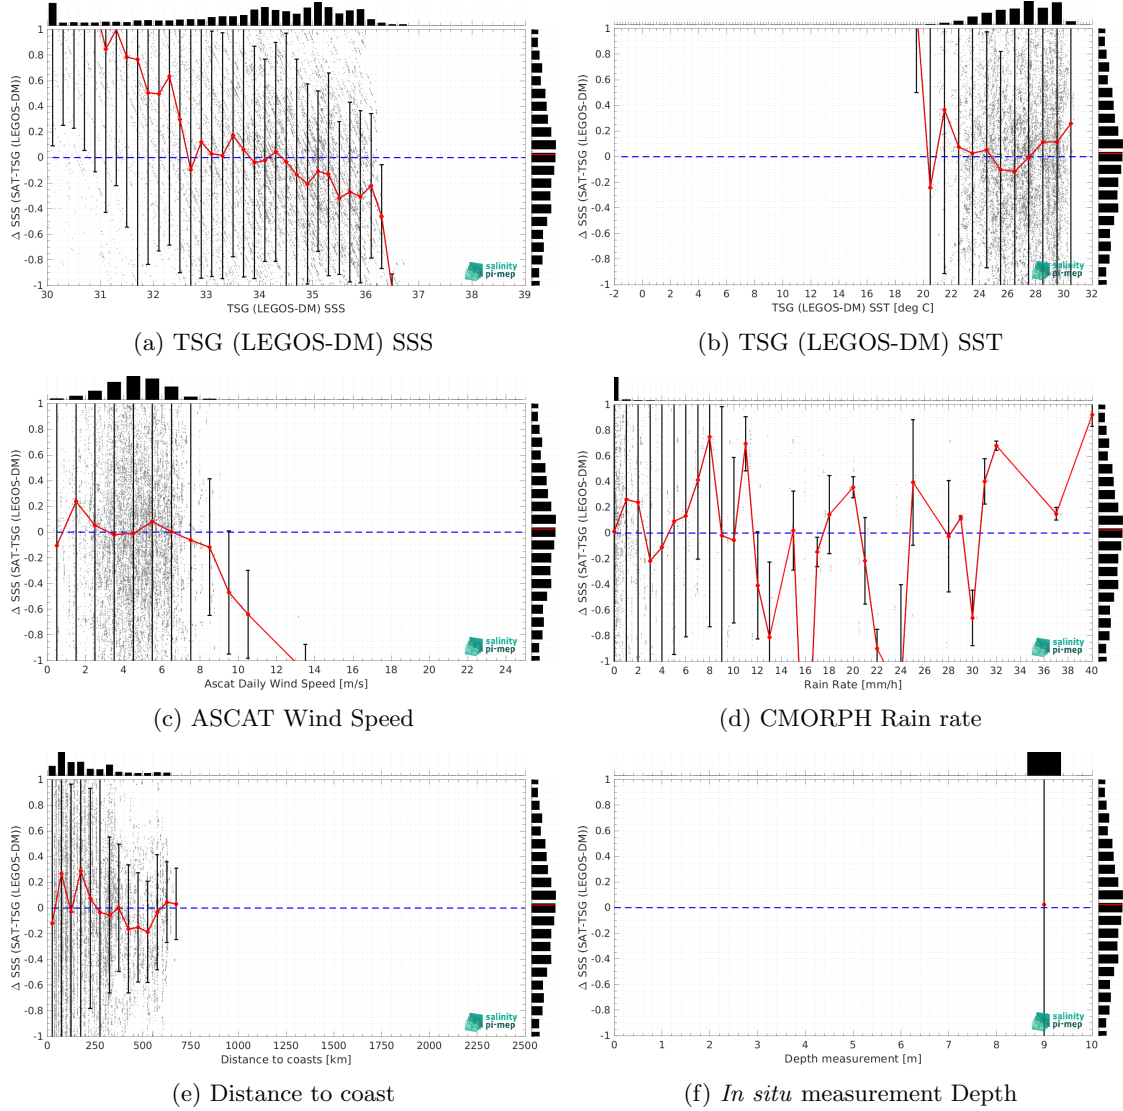 Δ SSS (SAT-TSG (LEGOS-DM))
1
0.8
0.6
0.4
0.2
0
-0.2
-0.4
-0.6
-0.8
-1
salinity
pi-mep
30 31 32 33 34 35 36 37 38 39
TSG (LEGOS-DM) SSS
(a) TSG (LEGOS-DM) SSS
Δ SSS (SAT-TSG (LEGOS-DM))
1
0.8
0.6
0.4
0.2
0
-0.2
-0.4
-0.6
-0.8
-1
salinity
pi-mep
-2 0 2 4 6 8 10 12 14 16 18 20 22 24 26 28 30 32
TSG (LEGOS-DM) SST [deg C]
(b) TSG (LEGOS-DM) SST
Δ SSS (SAT-TSG (LEGOS-DM))
1
0.8
0.6
0.4
0.2
0
-0.2
-0.4
-0.6
-0.8
-1
salinity
pi-mep
0 2 4 6 8 10 12 14 16 18 20 22 24
Ascat Daily Wind Speed [m/s]
(c) ASCAT Wind Speed
Δ SSS (SAT-TSG (LEGOS-DM))
1
0.8
0.6
0.4
0.2
0
-0.2
-0.4
-0.6
-0.8
-1
salinity
pi-mep
0 2 4 6 8 10 12 14 16 18 20 22 24 26 28 30 32 34 36 38 40
Rain Rate [mm/h]
(d) CMORPH Rain rate
Δ SSS (SAT-TSG (LEGOS-DM))
1
0.8
0.6
0.4
0.2
0
-0.2
-0.4
-0.6
-0.8
-1
salinity
pi-mep
0 250 500 750 1000 1250 1500 1750 2000 2250 2500
Distance to coasts [km]
(e) Distance to coast
Δ SSS (SAT-TSG (LEGOS-DM))
1
0.8
0.6
0.4
0.2
0
-0.2
-0.4
-0.6
-0.8
-1
salinity
pi-mep
0 1 2 3 4 5 6 7 8 9 10
Depth measurement [m]
(f) In situ measurement Depth